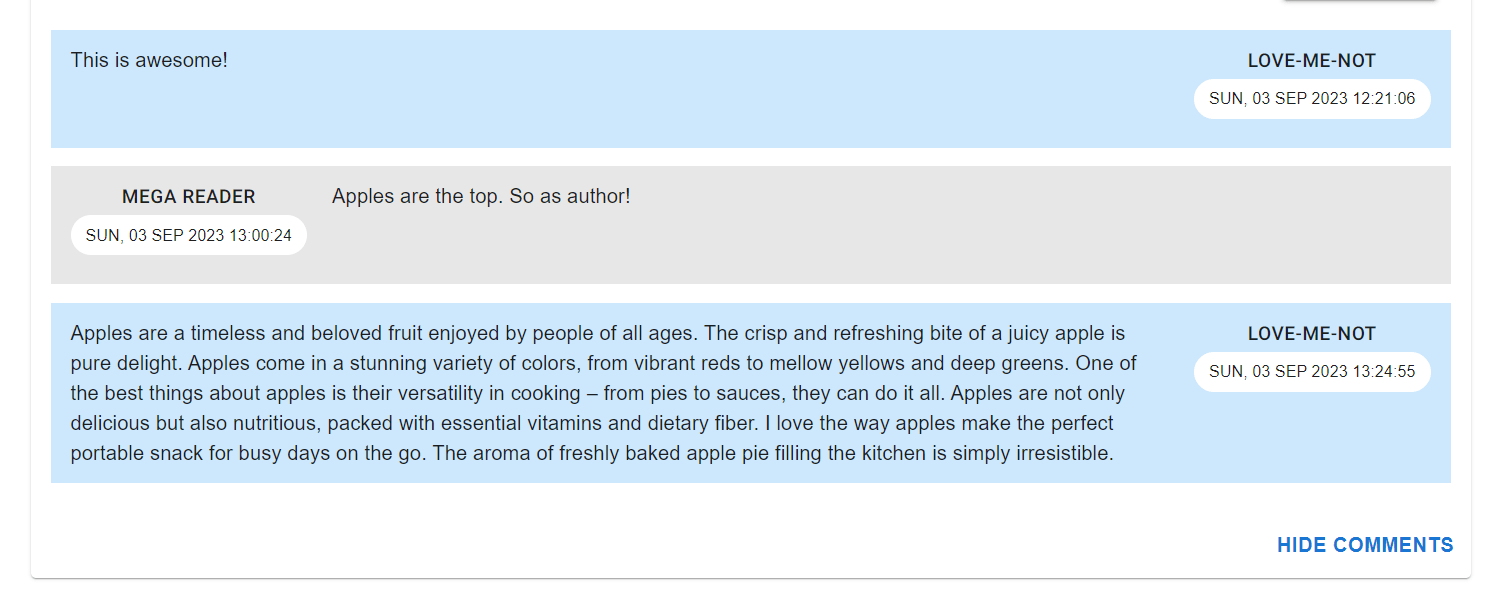 This is awesome!
LOVE-ME-NOT
SUN, 03 SEP 2023 12:21:06
MEGA READER
SUN, 03 SEP 2023 13:00:24
Apples are the top. So as author!
Apples are a timeless and beloved fruit enjoyed by people of all ages. The crisp and refreshing bite of a juicy apple is
pure delight. Apples come in a stunning variety of colors, from vibrant reds to mellow yellows and deep greens. One of
the best things about apples is their versatility in cooking – from pies to sauces, they can do it all. Apples are not only
delicious but also nutritious, packed with essential vitamins and dietary fiber. I love the way apples make the perfect
portable snack for busy days on the go. The aroma of freshly baked apple pie filling the kitchen is simply irresistible.
LOVE-ME-NOT
SUN, 03 SEP 2023 13:24:55
HIDE COMMENTS